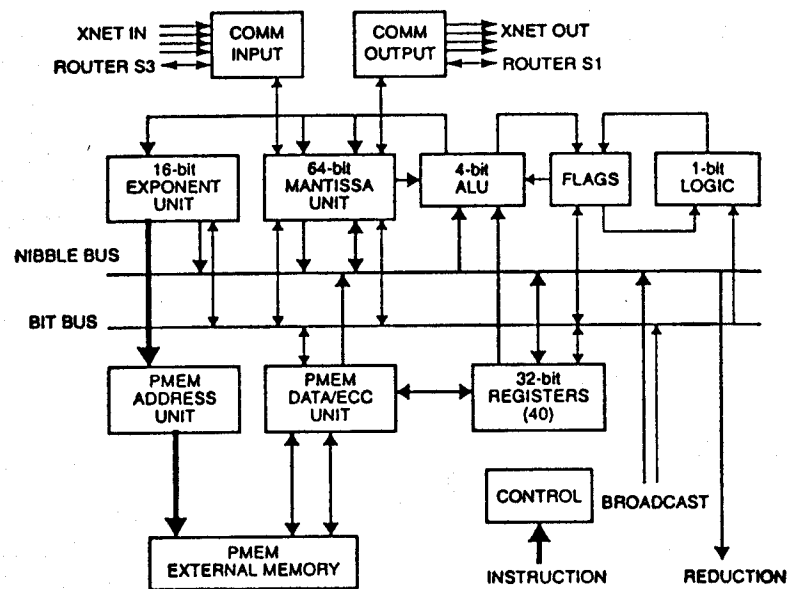 XNET IN
ROUTER S3
COMM
INPUT
COMM
OUTPUT
XNET OUT
ROUTER S1
16-bit
EXPONENT
UNIT
64-bit
MANTISSA
UNIT
4-bit
ALU
FLAGS
1-bit
LOGIC
NIBBLE BUS
BIT BUS
PMEM
ADDRESS
UNIT
PMEM
DATA/ECC
UNIT
32-bit
REGISTERS
(40)
CONTROL
BROADCAST
PMEM
EXTERNAL MEMORY
INSTRUCTION
REDUCTION